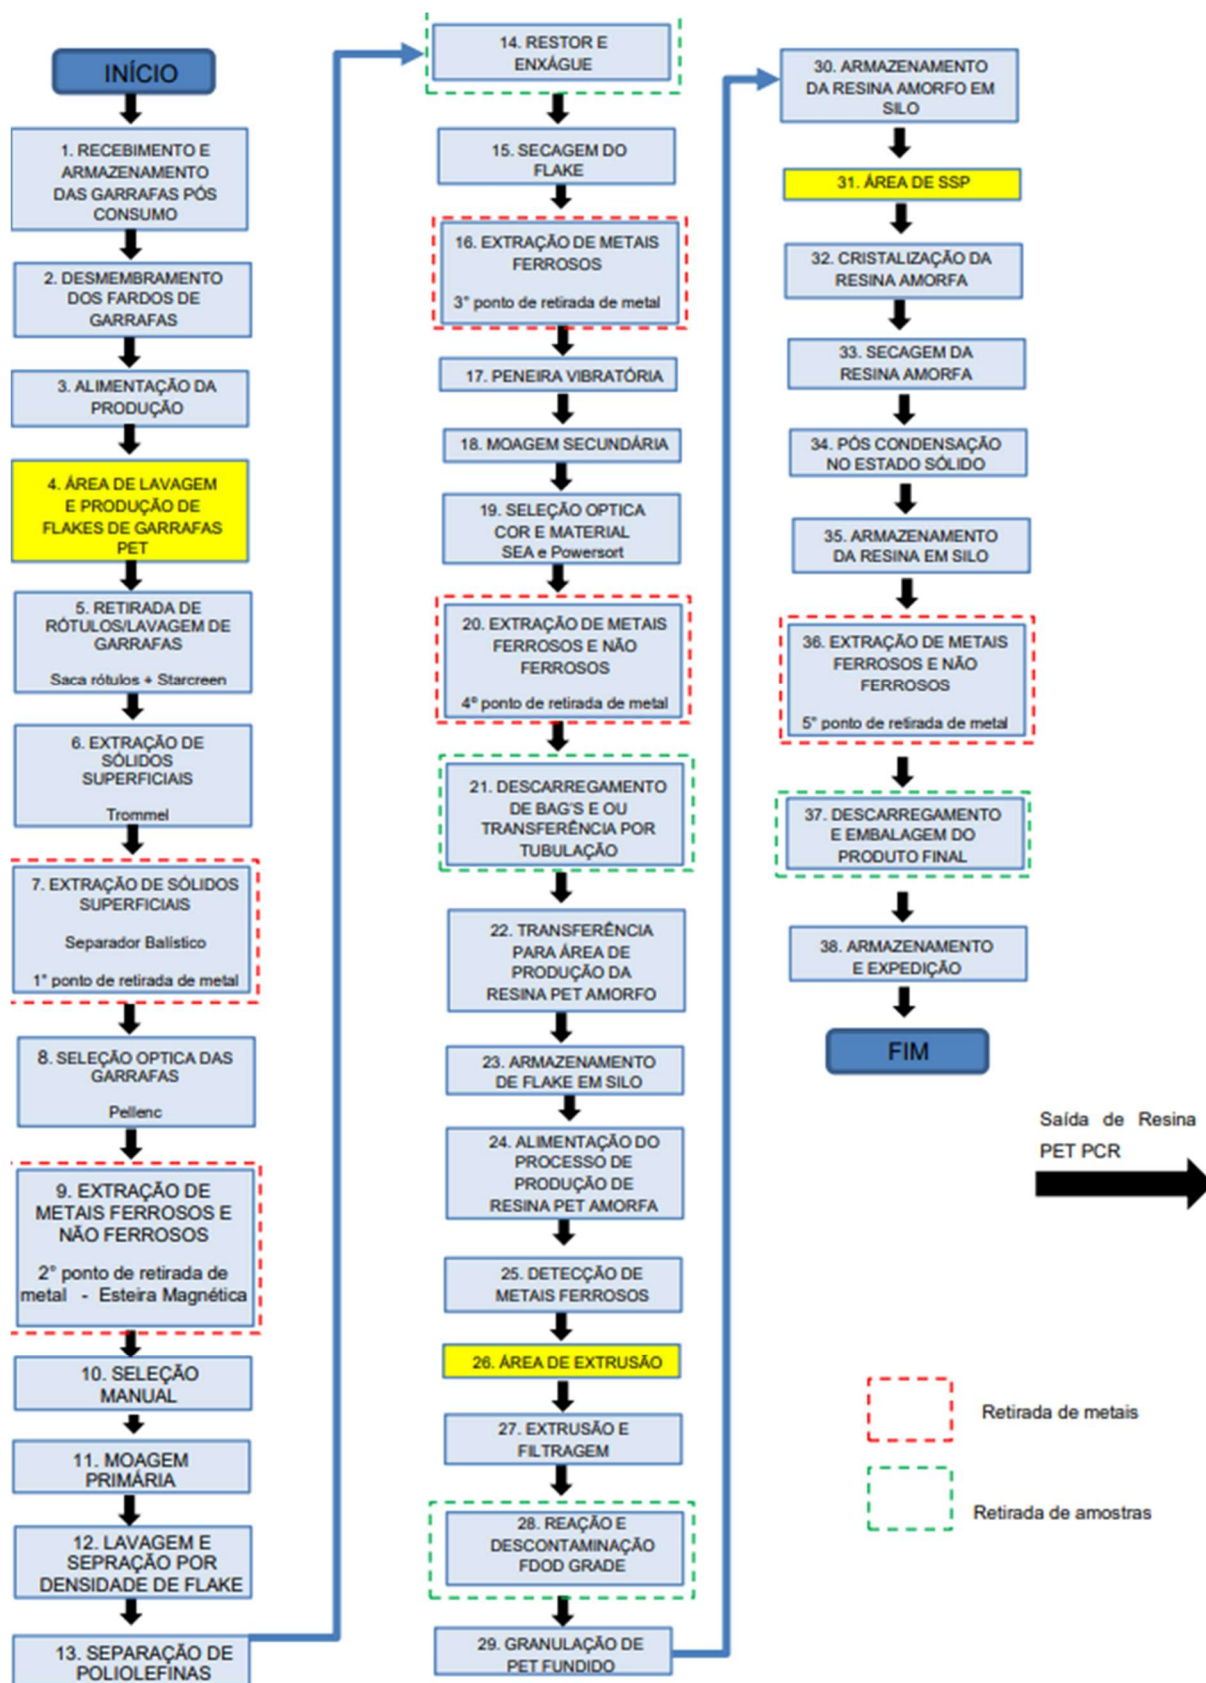 INÍCIO
1. RECEBIMENTO E
ARMAZENAMENTO
DAS GARRAFAS PÓS
CONSUMO
2. DESMEMBRAMENTO
DOS FARDOS DE
GARRAFAS
3. ALIMENTAÇÃO DA
PRODUÇÃO
4. ÁREA DE LAVAGEM
E PRODUÇÃO DE
FLAKES DE GARRAFAS
PET
5. RETIRADA DE
RÓTULOS/LAVAGEM DE
GARRAFAS
Saca rótulos + Starcreen
6. EXTRAÇÃO DE
SÓLIDOS
SUPERFICIAIS
Trommel
7. EXTRAÇÃO DE SÓLIDOS
SUPERFICIAIS
Separador Balístico
1° ponto de retirada de metal
8. SELEÇÃO OPTICA DAS
GARRAFAS
Pellenc
9. EXTRAÇÃO DE
METAIS FERROSOS E
NÃO FERROSOS
2° ponto de retirada de
metal - Esteira Magnética
10. SELEÇÃO
MANUAL
11. MOAGEM
PRIMÁRIA
12. LAVAGEM E
SEPRAÇÃO POR
DENSIDADE DE FLAKE
13. SEPARAÇÃO DE
POLIOLEFINAS
14. RESTOR E
ENXÁGUE
15. SECAGEM DO
FLAKE
16. EXTRAÇÃO DE METAIS
FERROSOS
3° ponto de retirada de metal
17. PENEIRA VIBRATÓRIA
18. MOAGEM SECUNDÁRIA
19. SELEÇÃO OPTICA
COR E MATERIAL
SEA e Powersort
20. EXTRAÇÃO DE METAIS
FERROSOS E NÃO
FERROSOS
4º ponto de retirada de metal
21. DESCARREGAMENTO
DE BAG'S E OU
TRANSFERÊNCIA POR
TUBULAÇÃO
22. TRANSFERÊNCIA
PARA ÁREA DE
PRODUÇÃO DA
RESINA PET AMORFO
23. ARMAZENAMENTO
DE FLAKE EM SILO
24. ALIMENTAÇÃO DO
PROCESSO DE
PRODUÇÃO DE
RESINA PET AMORFA
25. DETECÇÃO DE
METAIS FERROSOS
26. ÁREA DE EXTRUSÃO
27. EXTRUSÃO E
FILTRAGEM
28. REAÇÃO E
DESCONTAMINAÇÃO
FDOD GRADE
29. GRANULAÇÃO DE
PET FUNDIDO
30. ARMAZENAMENTO
DA RESINA AMORFO EM
SILO
31. ÁREA DE SSP
32. CRISTALIZAÇÃO DA
RESINA AMORFA
33. SECAGEM DA
RESINA AMORFA
34. PÓS CONDENSAÇÃO
NO ESTADO SÓLIDO
35. ARMAZENAMENTO
DA RESINA EM SILO
36. EXTRAÇÃO DE METAIS
FERROSOS E NÃO
FERROSOS
5° ponto de retirada de metal
37. DESCARREGAMENTO
E EMBALAGEM DO
PRODUTO FINAL
38. ARMAZENAMENTO
E EXPEDIÇÃO
FIM
Saída de Resina
PET PCR
Retirada de metais
Retirada de amostras